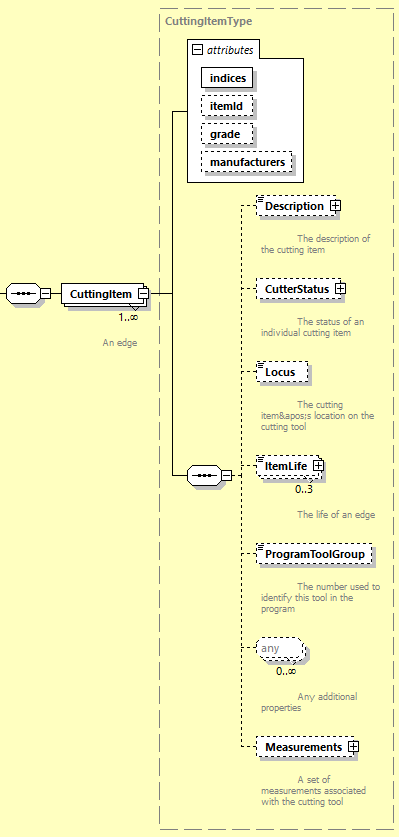 CuttingItemType
attributes
indices
itemId
grade
manufacturers
Description
The description of
the cutting item
CutterStatus
The status of an
individual cutting item
CuttingItem
1..∞
An edge
Locus
The cutting
item&apos;s location on the
cutting tool
ItemLife
0..3
The life of an edge
ProgramToolGroup
The number used to
identify this tool in the
program
any
0..∞
Any additional
properties
Measurements
A set of
measurements associated
with the cutting tool